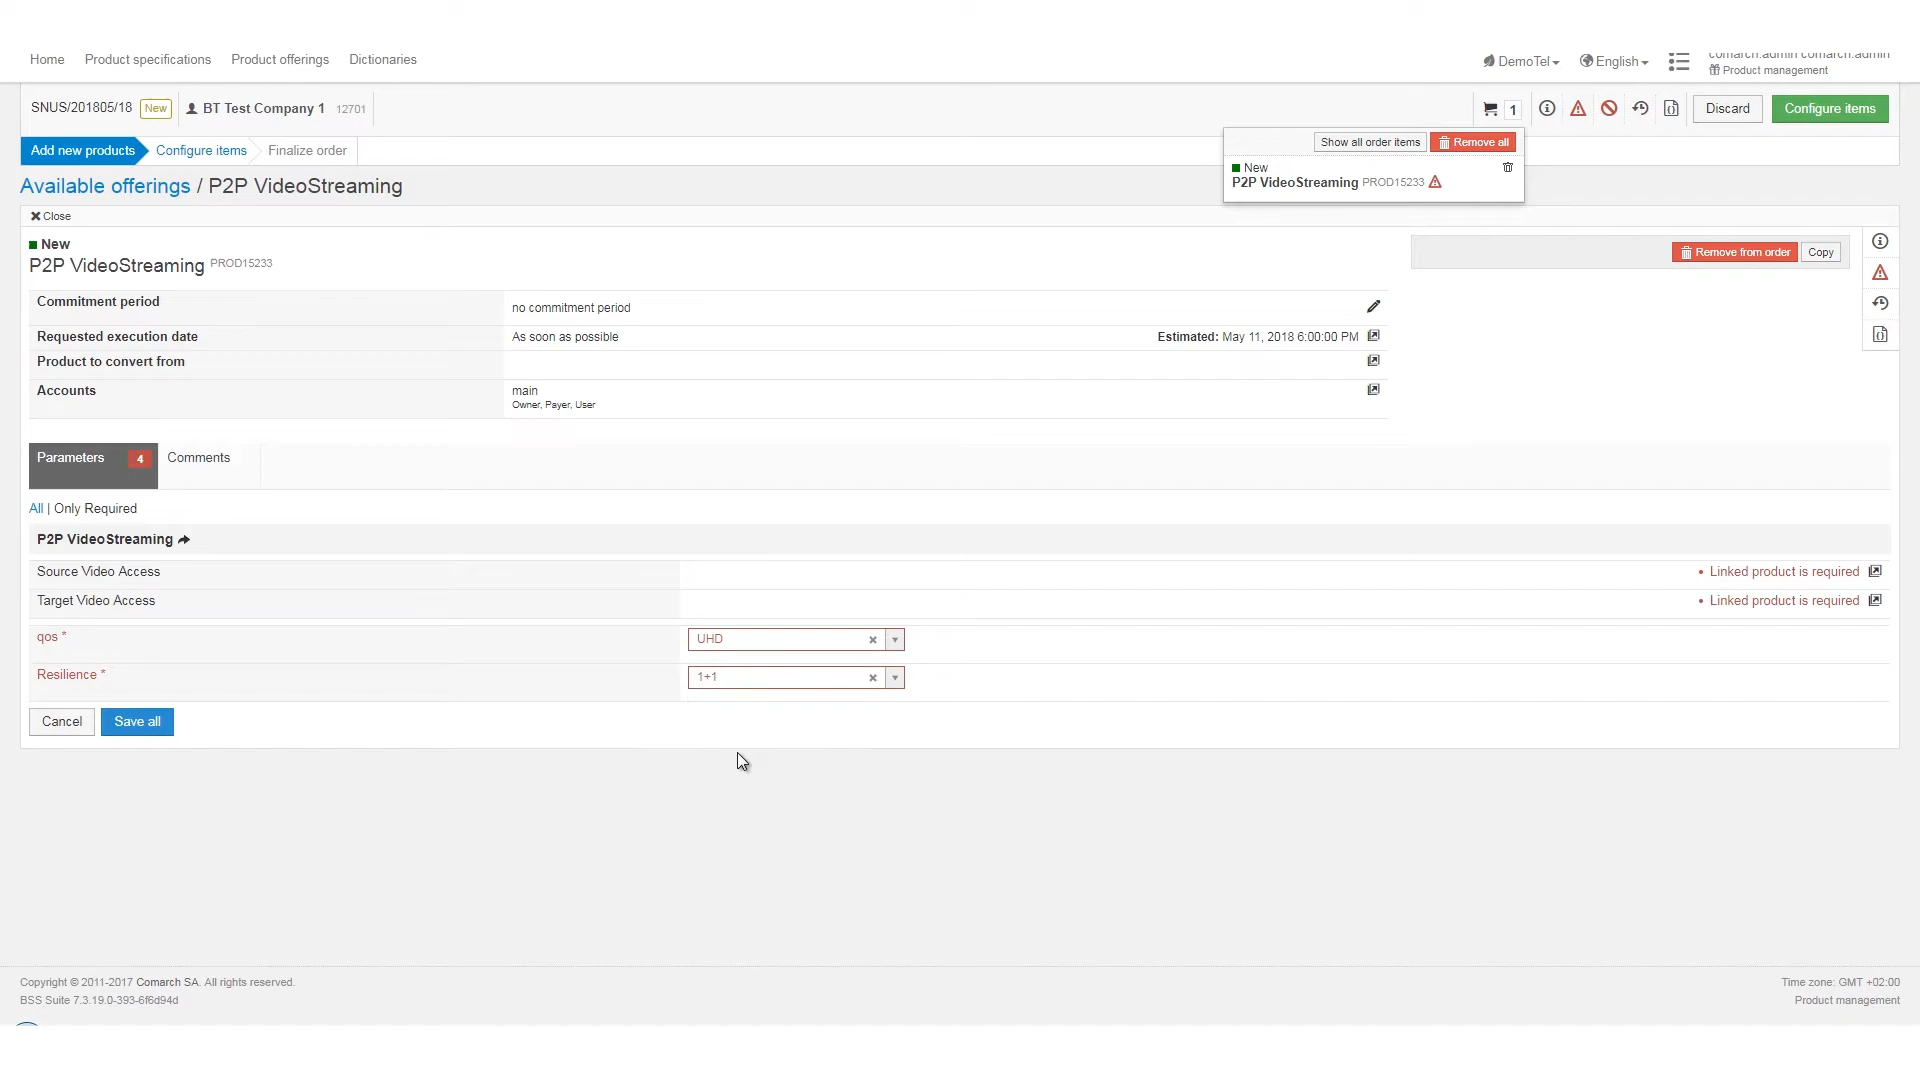 Home Product specifications Product offerings Dictionaries
DemoTel English
comarch.admin comarch.admin
Product management
SNUS/201805/18 New BT Test Company 1 12701
1 Discard Configure items
Add new products Configure items Finalize order
Show all order items Remove all
New
P2P VideoStreaming PROD15233
Available offerings / P2P VideoStreaming
Close
New
P2P VideoStreaming PROD15233
Remove from order Copy
Commitment period no commitment period
Requested execution date As soon as possible Estimated: May 11, 2018 6:00:00 PM
Product to convert from
Accounts main
Owner, Payer, User
Parameters 4 Comments
All | Only Required
P2P VideoStreaming
Source Video Access • Linked product is required
Target Video Access • Linked product is required
qos * UHD
Resilience * 1+1
Cancel Save all
Copyright © 2011-2017 Comarch SA. All rights reserved.
BSS Suite 7.3.19.0-393-6f6d94d
Time zone: GMT +02:00
Product management